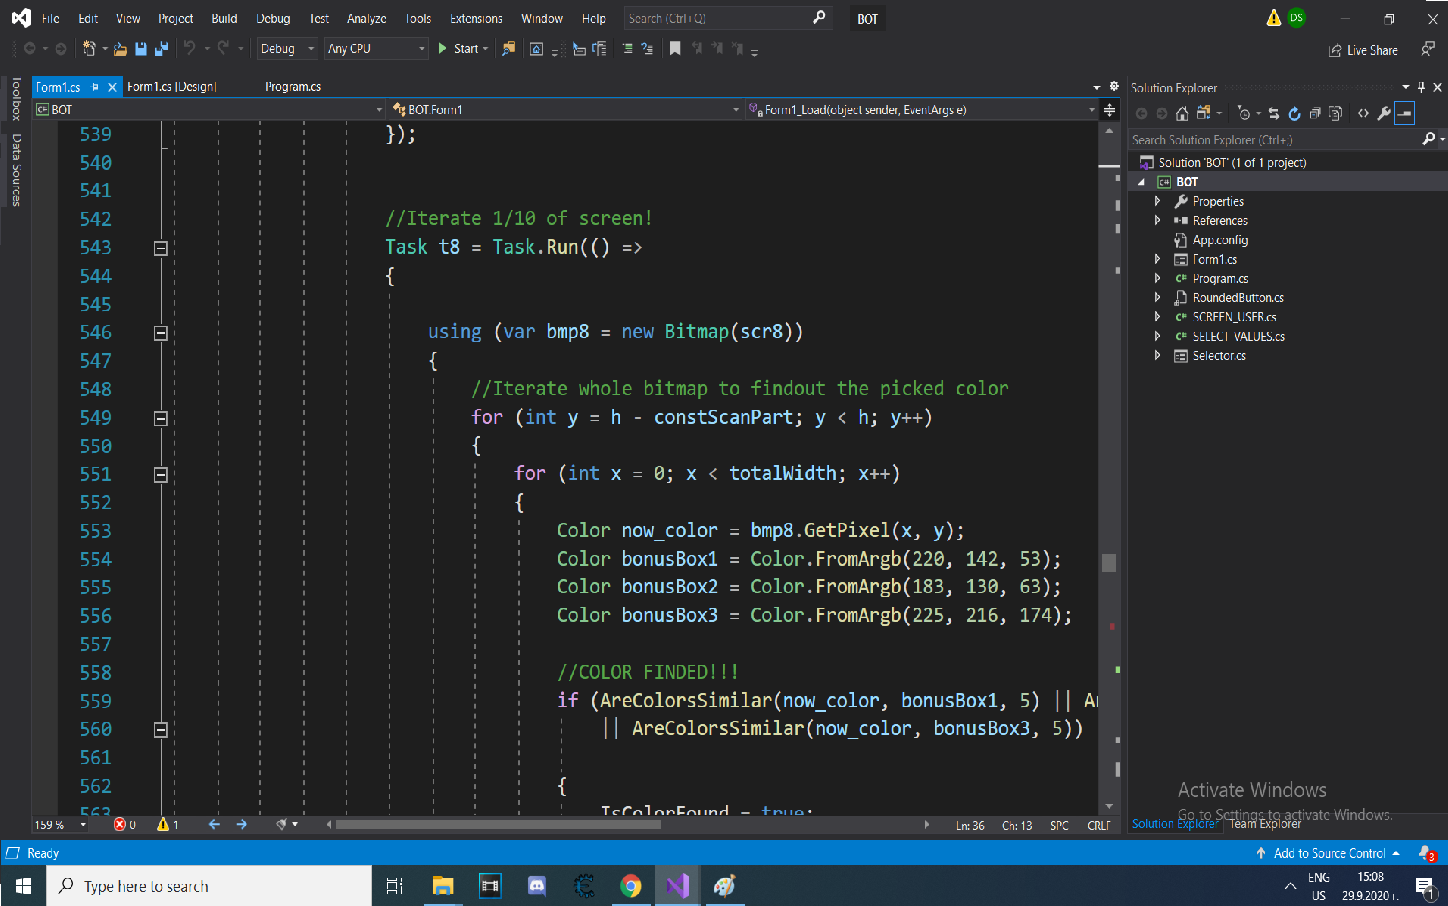 File Edit View Project Build Debug Test Analyze Tools Extensions Window Help Search (Ctrl+Q) BOT DS
Debug Any CPU Start Live Share
Form1.cs Form1.cs [Design] Program.cs
BOT BOT.Form1 Form1_Load(object sender, EventArgs e)
Toolbox
Data Sources
539 });
540
541
542 //Iterate 1/10 of screen!
543 Task t8 = Task.Run(() =>
544 {
545
546 using (var bmp8 = new Bitmap(scr8))
547 {
548 //Iterate whole bitmap to findout the picked color
549 for (int y = h - constScanPart; y < h; y++)
550 {
551 for (int x = 0; x < totalWidth; x++)
552 {
553 Color now_color = bmp8.GetPixel(x, y);
554 Color bonusBox1 = Color.FromArgb(220, 142, 53);
555 Color bonusBox2 = Color.FromArgb(183, 130, 63);
556 Color bonusBox3 = Color.FromArgb(225, 216, 174);
557
558 //COLOR FINDED!!!
559 if (AreColorsSimilar(now_color, bonusBox1, 5) || A
560 || AreColorsSimilar(now_color, bonusBox3, 5))
561
562 {
563 IsColorFound = true;
159 % 0 1 Ln: 36 Ch: 13 SPC CRLF
Solution Explorer
Search Solution Explorer (Ctrl+;)
Solution 'BOT' (1 of 1 project)
BOT
Properties
References
App.config
Form1.cs
Program.cs
RoundedButton.cs
SCREEN_USER.cs
SELECT_VALUES.cs
Selector.cs
Activate Windows
Go to Settings to activate Windows.
Solution Explorer Team Explorer
Ready Add to Source Control 3
Type here to search ENG US 15:08 29.9.2020 г. 1